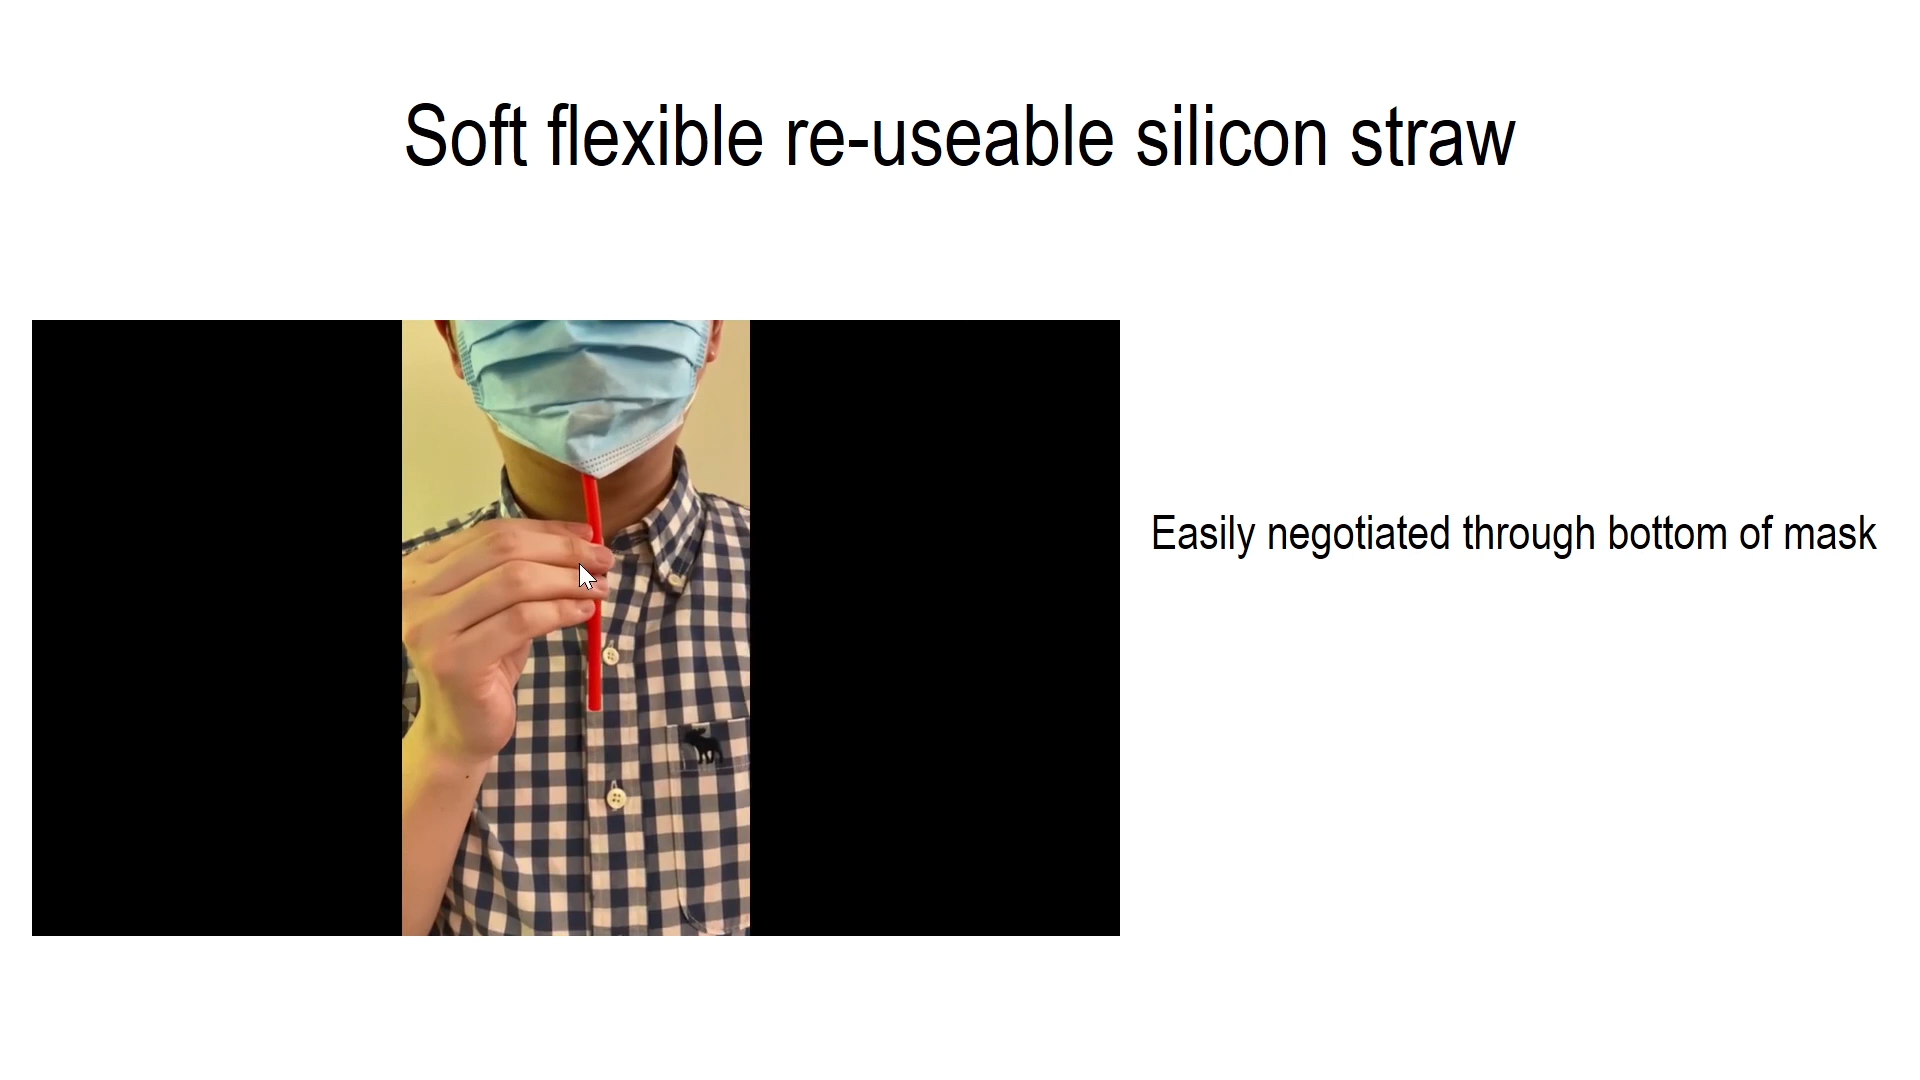 Soft flexible re-useable silicon straw
Easily negotiated through bottom of mask